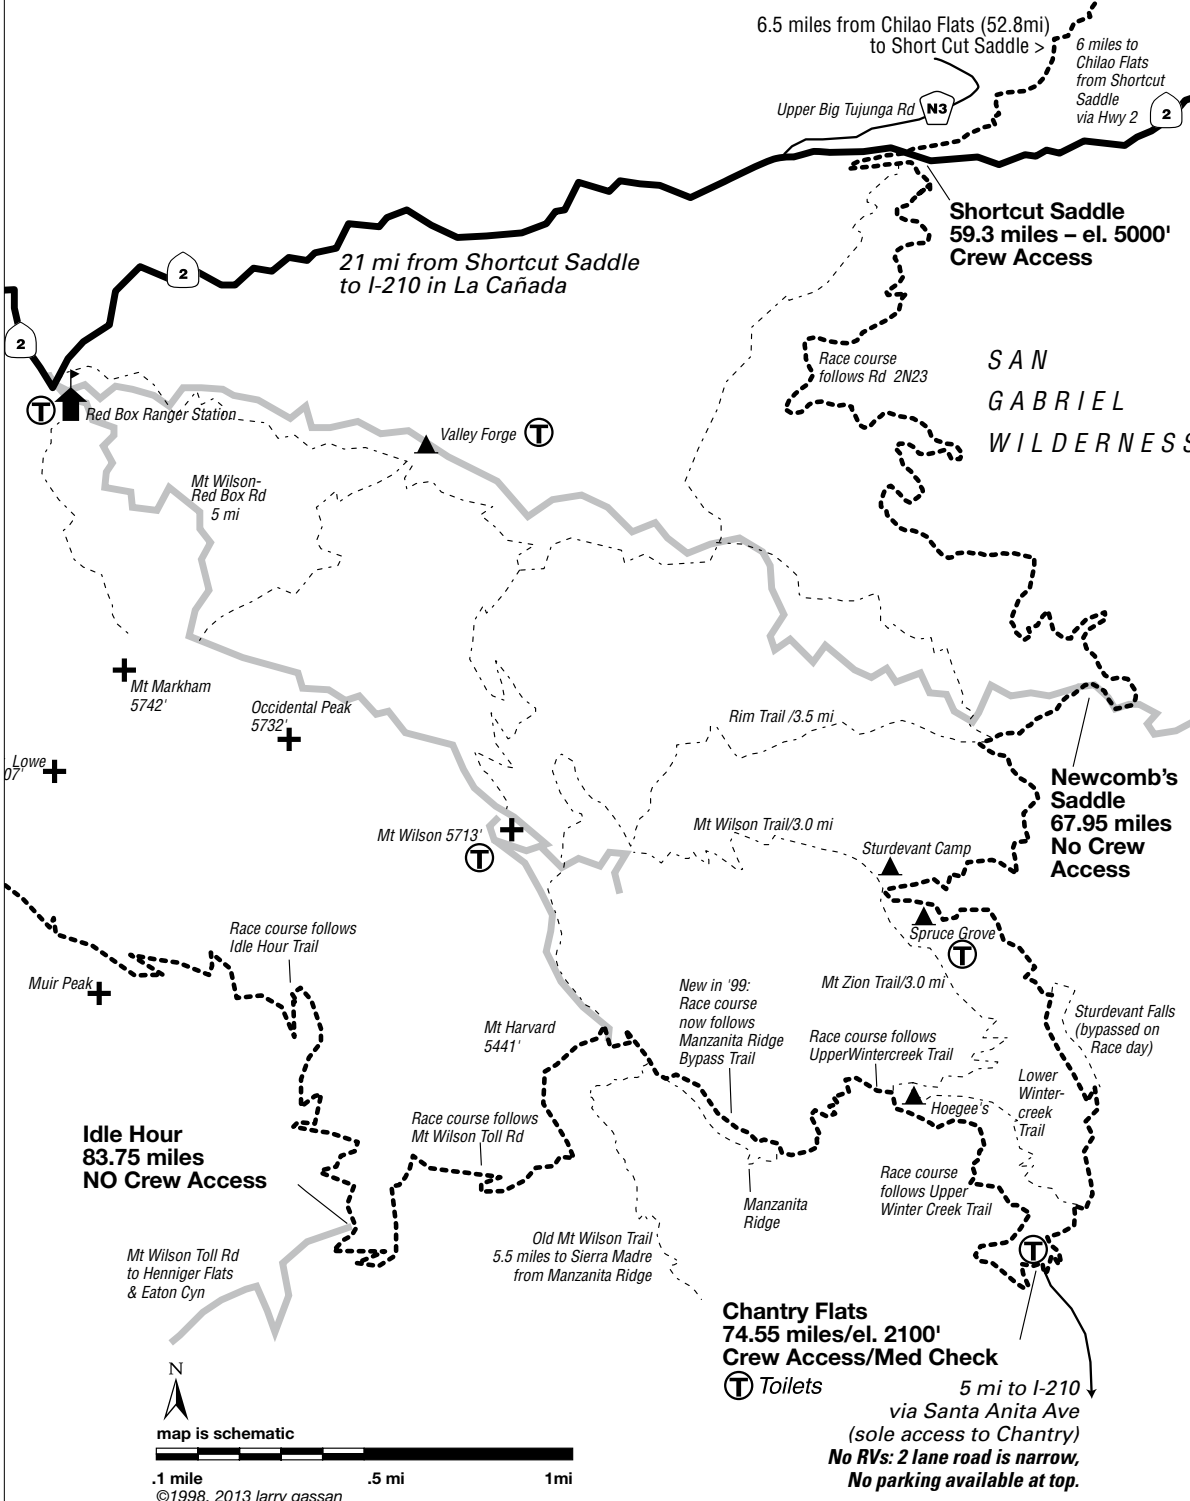 6.5 miles from Chilao Flats (52.8mi)
to Short Cut Saddle >
6 miles to
Chilao Flats
from Shortcut
Saddle
via Hwy 2
Upper Big Tujunga Rd
N3
2
Shortcut Saddle
59.3 miles – el. 5000'
Crew Access
21 mi from Shortcut Saddle
to I-210 in La Cañada
2
2
Race course
follows Rd 2N23
SAN
GABRIEL
WILDERNESS
T
Red Box Ranger Station
Valley Forge
T
Mt Wilson-
Red Box Rd
5 mi
Mt Markham
5742'
Occidental Peak
5732'
Lowe
07'
Rim Trail /3.5 mi
Newcomb's
Saddle
67.95 miles
No Crew
Access
Mt Wilson 5713'
T
Mt Wilson Trail/3.0 mi
Sturdevant Camp
Spruce Grove
T
Race course follows
Idle Hour Trail
Muir Peak
Mt Zion Trail/3.0 mi
New in '99:
Race course
now follows
Manzanita Ridge
Bypass Trail
Mt Harvard
5441'
Race course follows
UpperWintercreek Trail
Sturdevant Falls
(bypassed on
Race day)
Lower
Winter-
creek
Trail
Hoegee's
Race course follows
Mt Wilson Toll Rd
Idle Hour
83.75 miles
NO Crew Access
Manzanita
Ridge
Race course
follows Upper
Winter Creek Trail
Old Mt Wilson Trail
5.5 miles to Sierra Madre
from Manzanita Ridge
Mt Wilson Toll Rd
to Henniger Flats
& Eaton Cyn
T
Chantry Flats
74.55 miles/el. 2100'
Crew Access/Med Check
T Toilets
5 mi to I-210
via Santa Anita Ave
(sole access to Chantry)
No RVs: 2 lane road is narrow,
No parking available at top.
N
map is schematic
.1 mile .5 mi 1mi
©1998, 2013 larry gassan